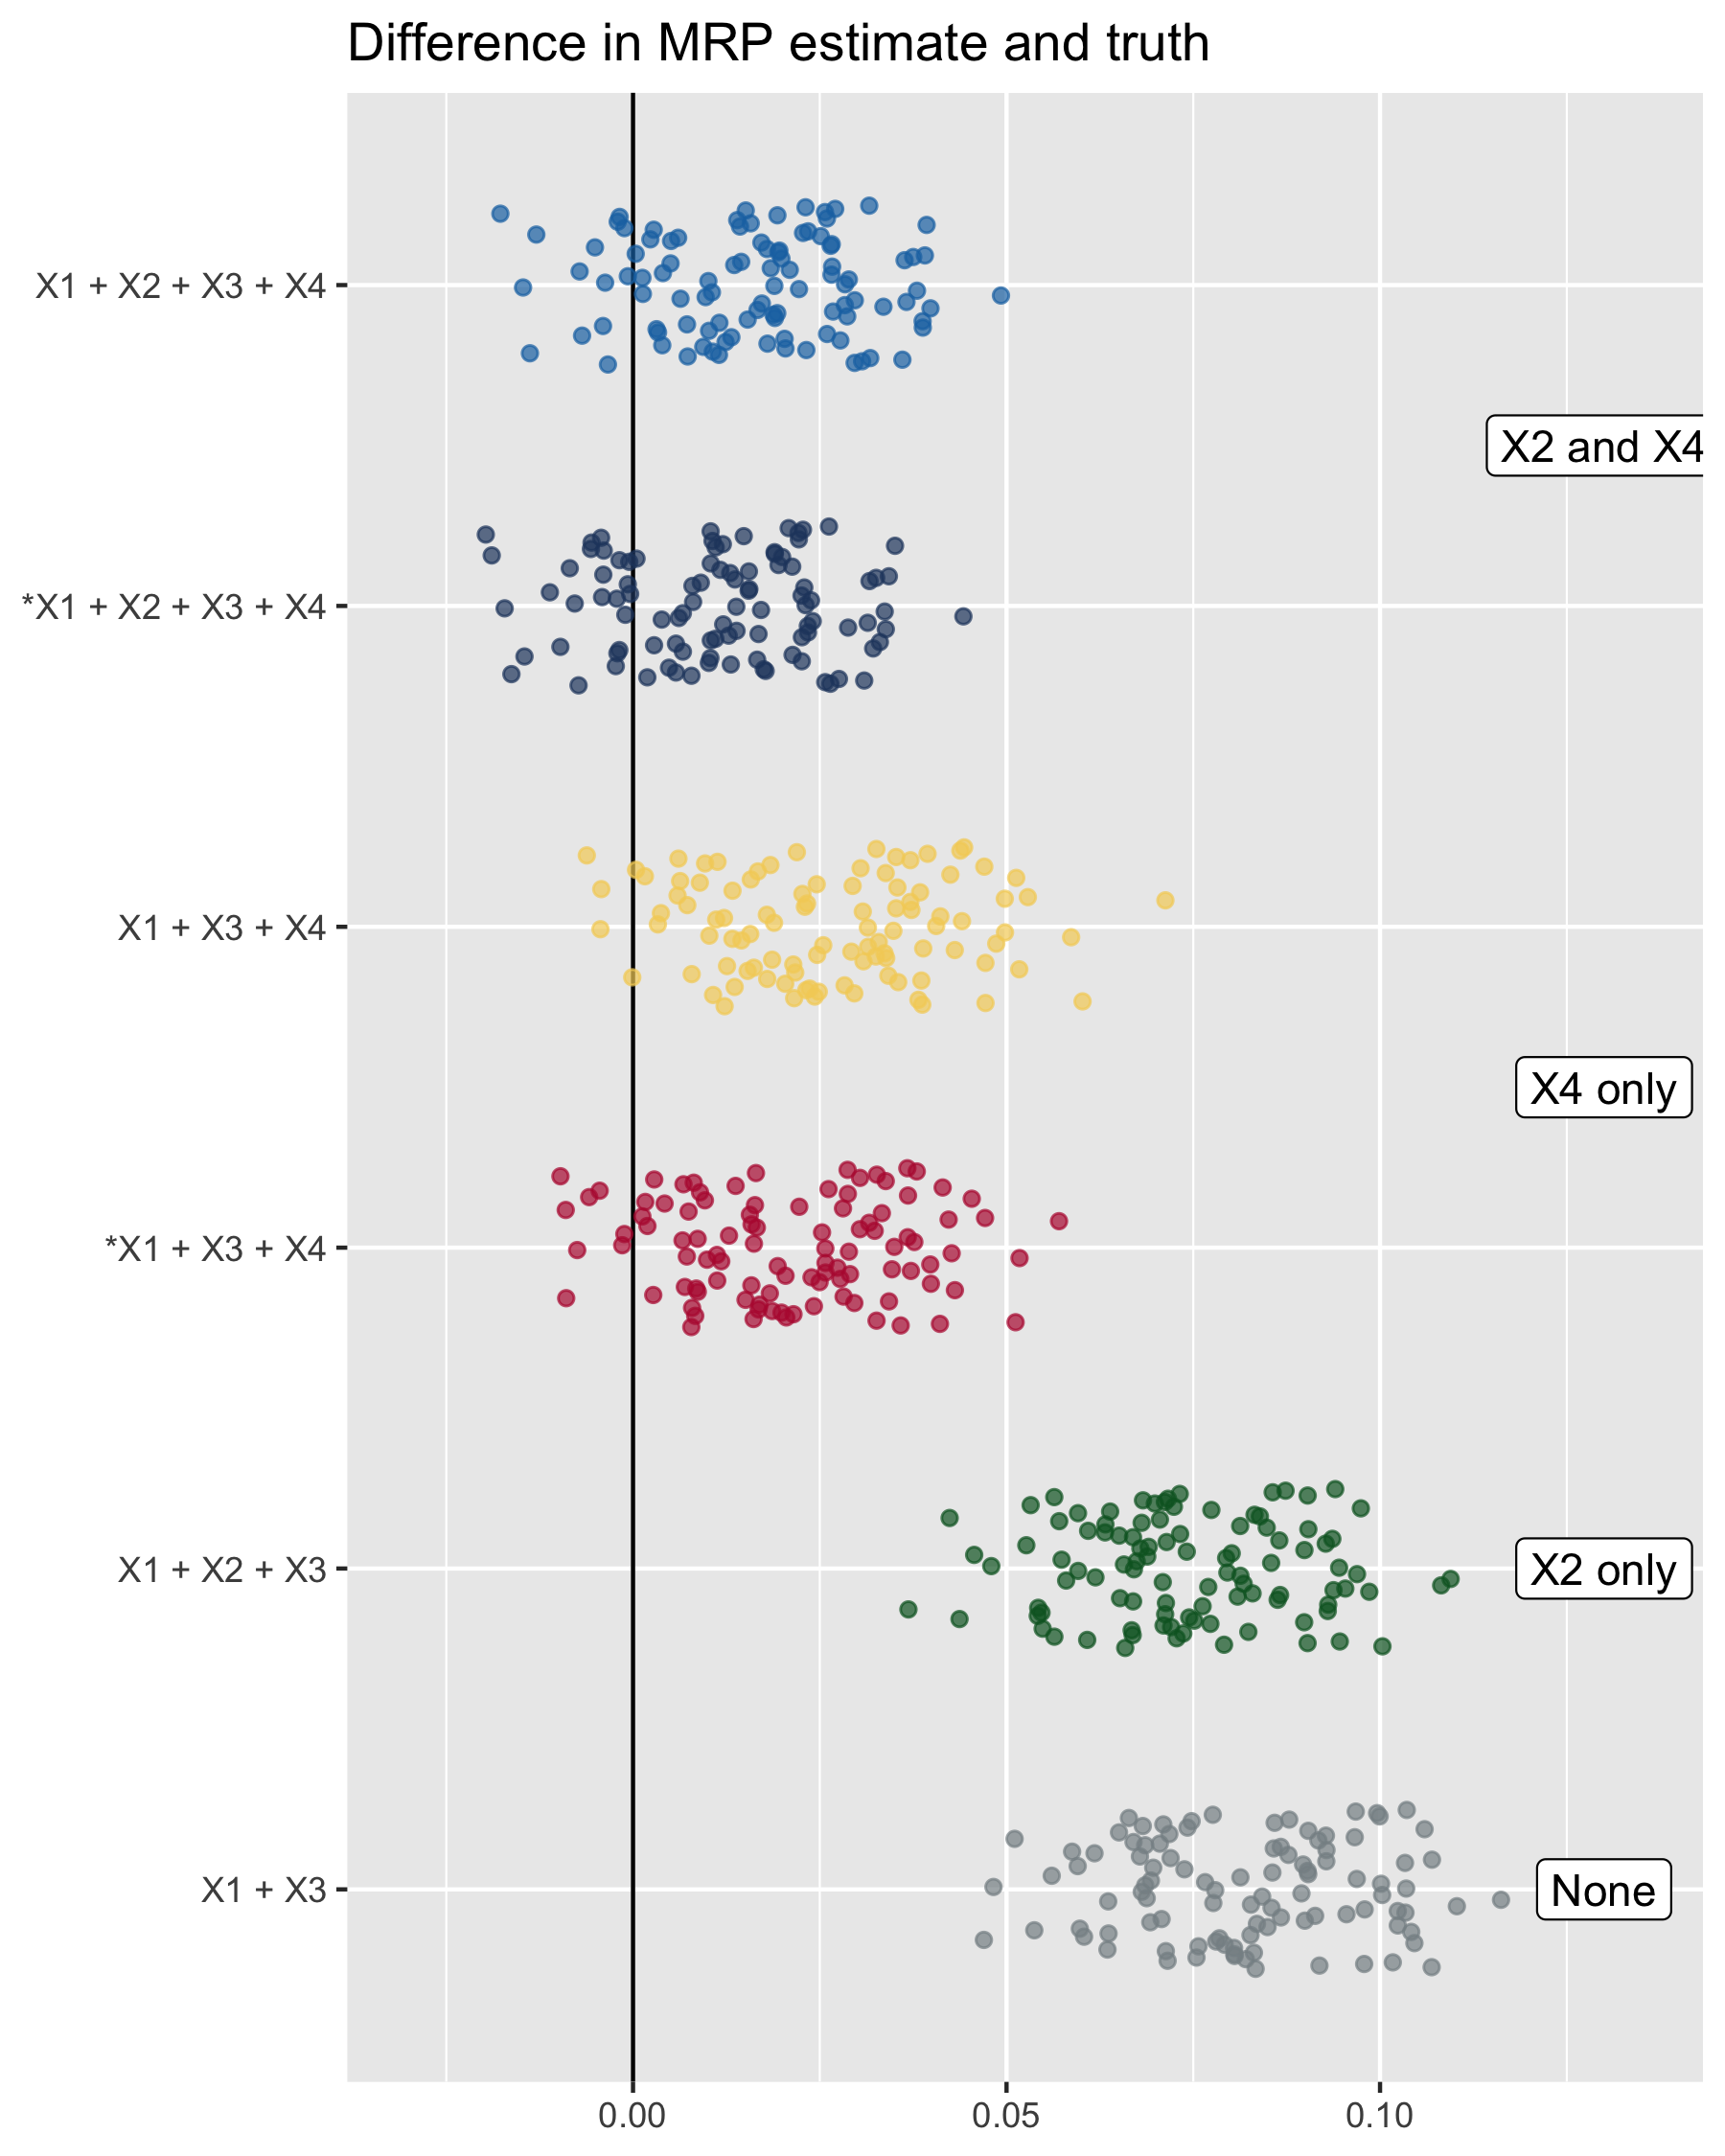 Difference in MRP estimate and truth
X1 + X2 + X3 + X4
X2 and X4
*X1 + X2 + X3 + X4
X1 + X3 + X4
X4 only
*X1 + X3 + X4
X1 + X2 + X3
X2 only
X1 + X3
None
0.00 0.05 0.10